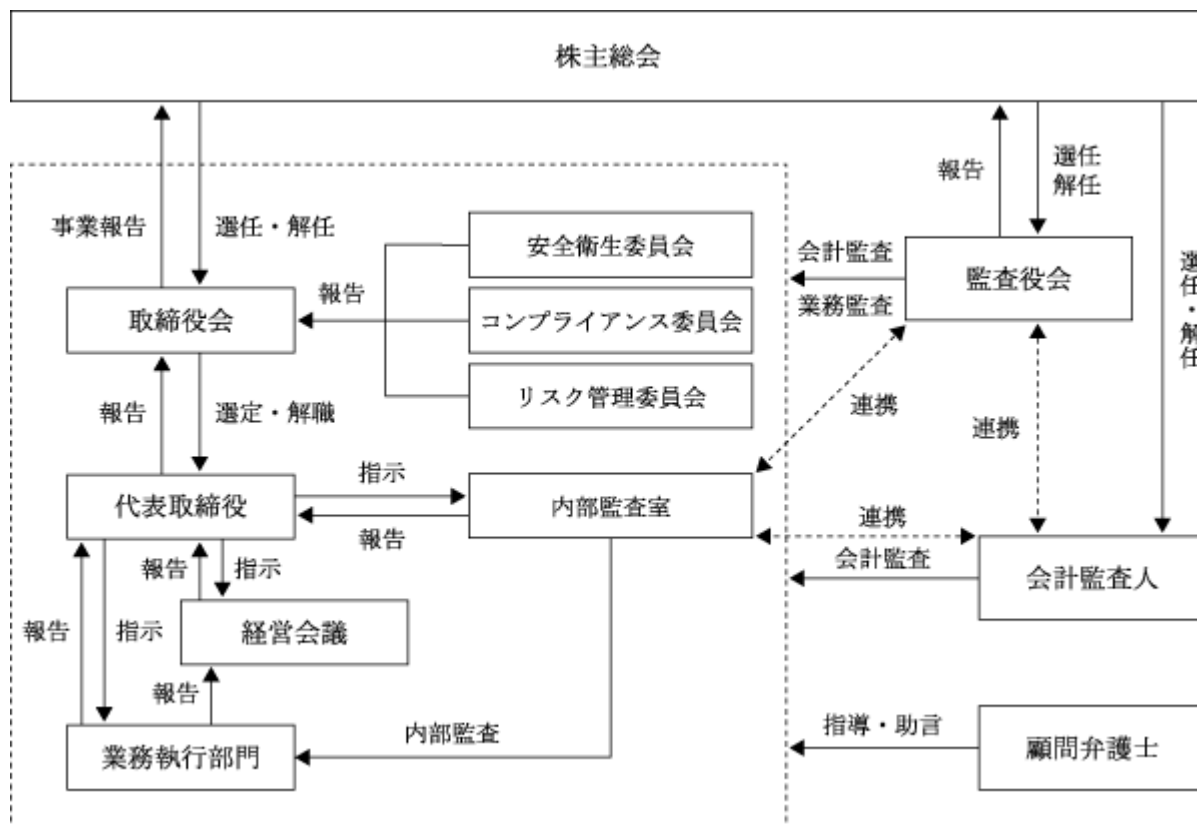 株主総会
報告
選任
解任
事業報告
選任・解任
安全衛生委員会
会計監査
監査役会
選任・解任
報告
取締役会
コンプライアンス委員会
業務監査
リスク管理委員会
連携
連携
報告
選定・解職
指示
代表取締役
内部監査室
報告
連携
報告
指示
会計監査
会計監査人
報告
指示
経営会議
報告
内部監査
指導・助言
業務執行部門
顧問弁護士